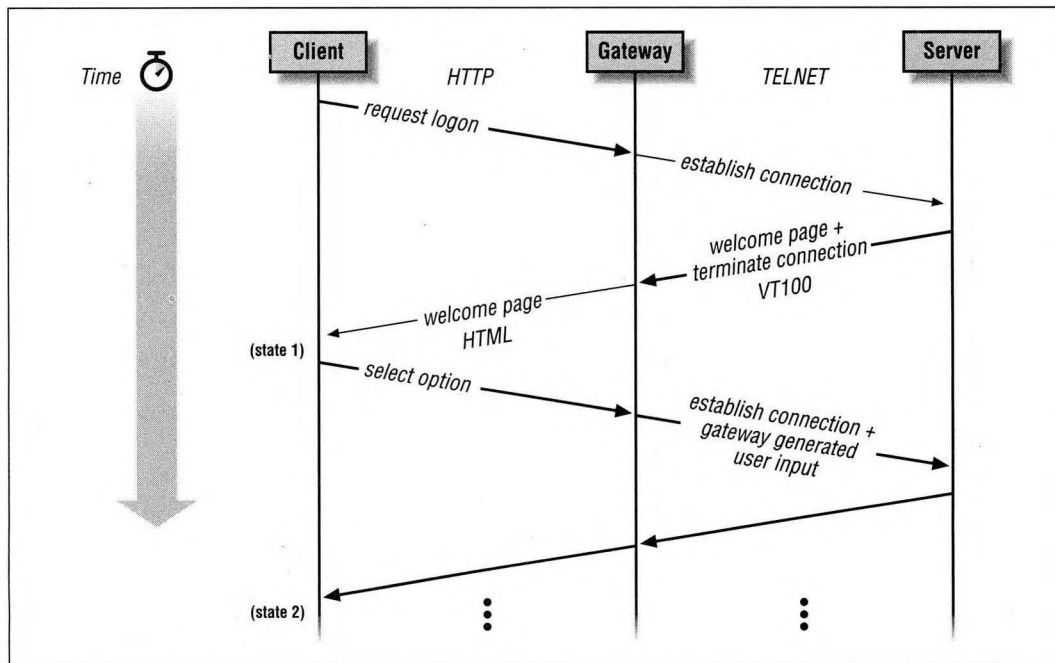 Client
Gateway
Server
Time
HTTP
TELNET
request logon
establish connection
welcome page +
terminate connection
VT100
welcome page
HTML
(state 1)
select option
establish connection +
gateway generated
user input
(state 2)